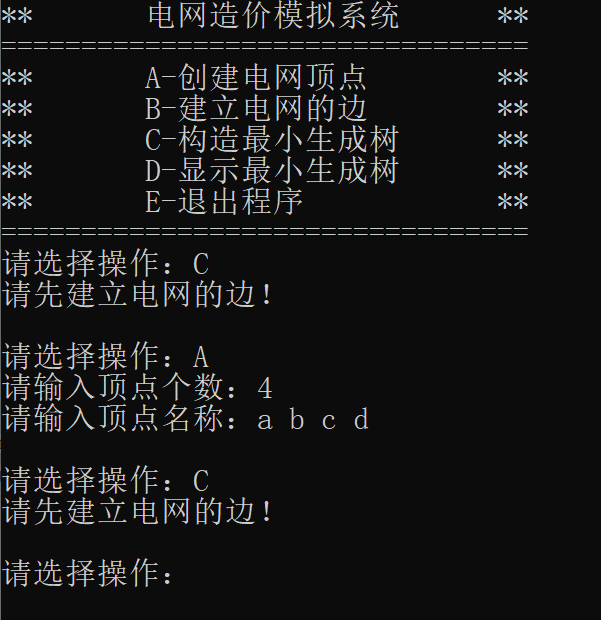 **       电网造价模拟系统      **
=================================
**       A-创建电网顶点        **
**       B-建立电网的边        **
**       C-构造最小生成树      **
**       D-显示最小生成树      **
**       E-退出程序            **
=================================
请选择操作：C
请先建立电网的边！
请选择操作：A
请输入顶点个数：4
请输入顶点名称：a b c d
请选择操作：C
请先建立电网的边！
请选择操作：